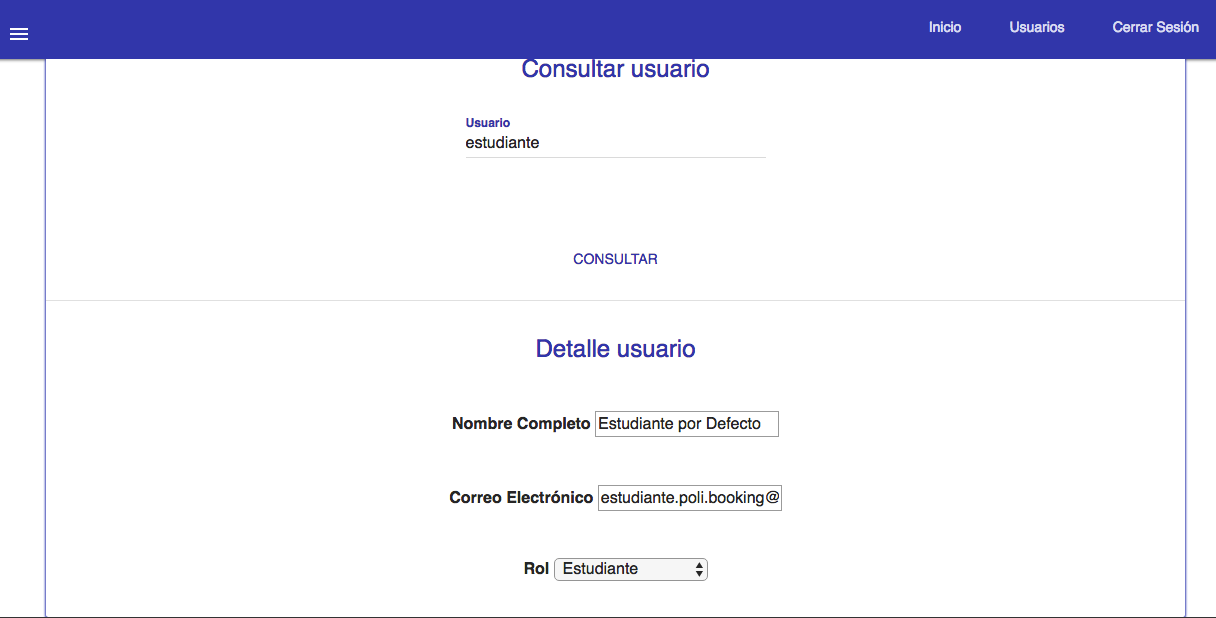 Inicio Usuarios Cerrar Sesión
Consultar usuario
Usuario
estudiante
CONSULTAR
Detalle usuario
Nombre Completo Estudiante por Defecto
Correo Electrónico estudiante.poli.booking@
Rol Estudiante